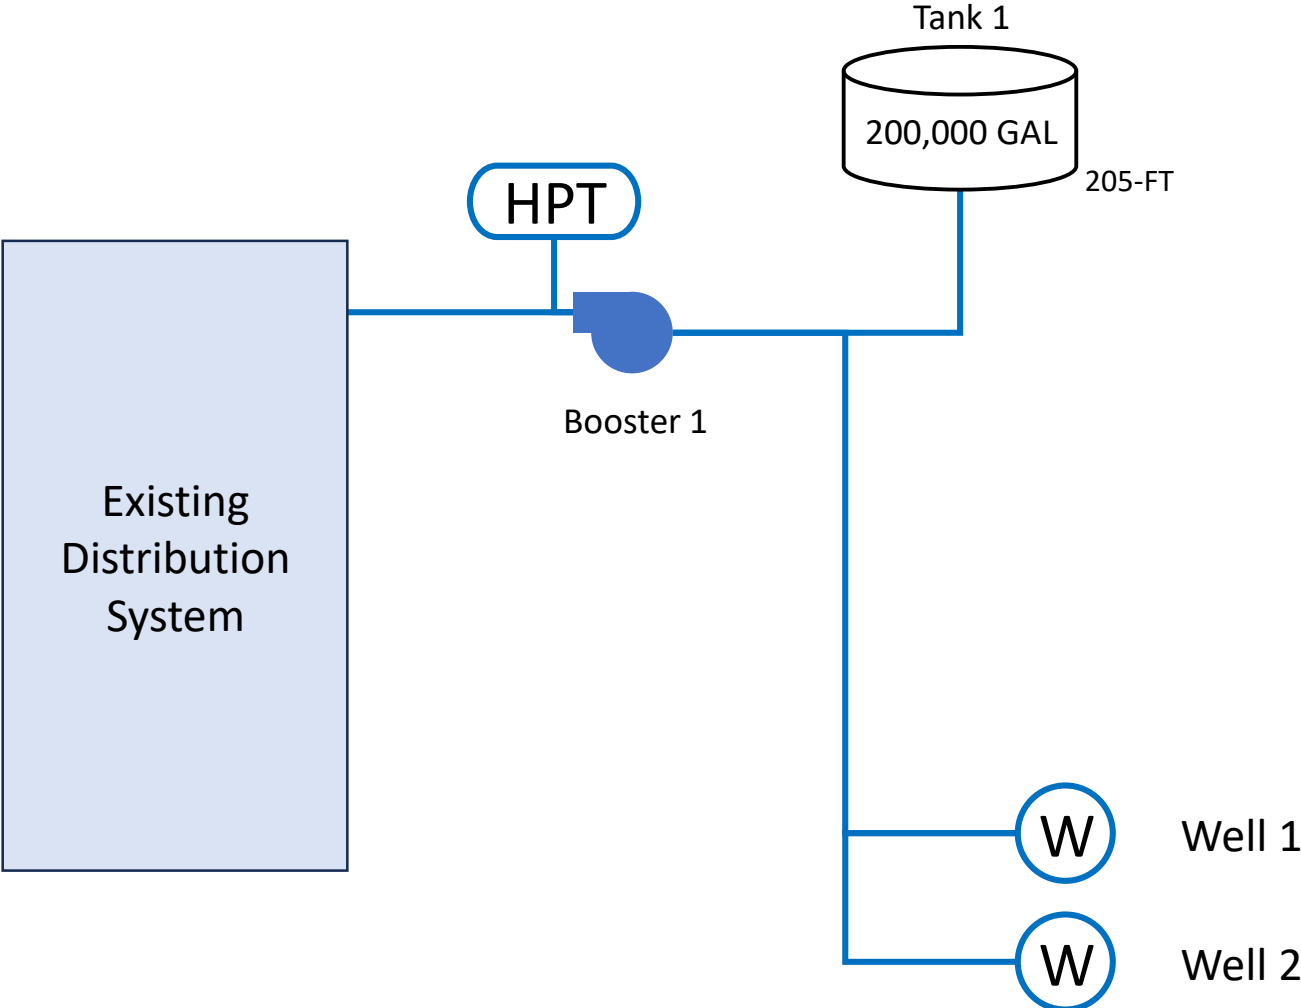 Tank 1
200,000 GAL
205-FT
HPT
Booster 1
Existing
Distribution
System
W
Well 1
W
Well 2